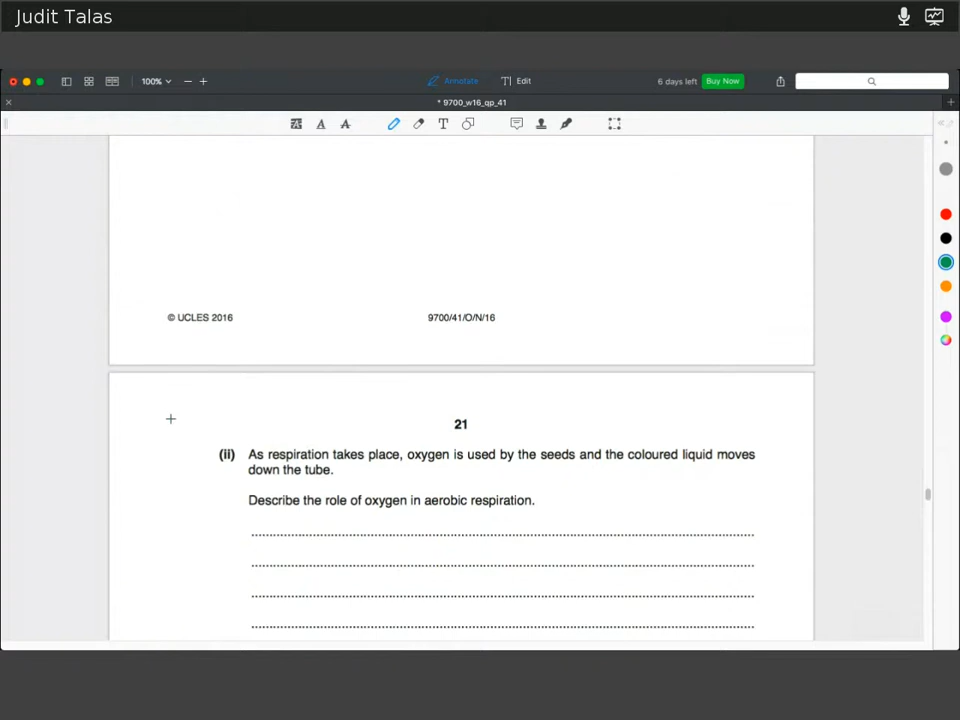 Judit Talas
100%
Annotate
Edit
6 days left
Buy Now
* 9700_w16_qp_41
© UCLES 2016
9700/41/O/N/16
21
(ii) As respiration takes place, oxygen is used by the seeds and the coloured liquid moves
down the tube.
Describe the role of oxygen in aerobic respiration.